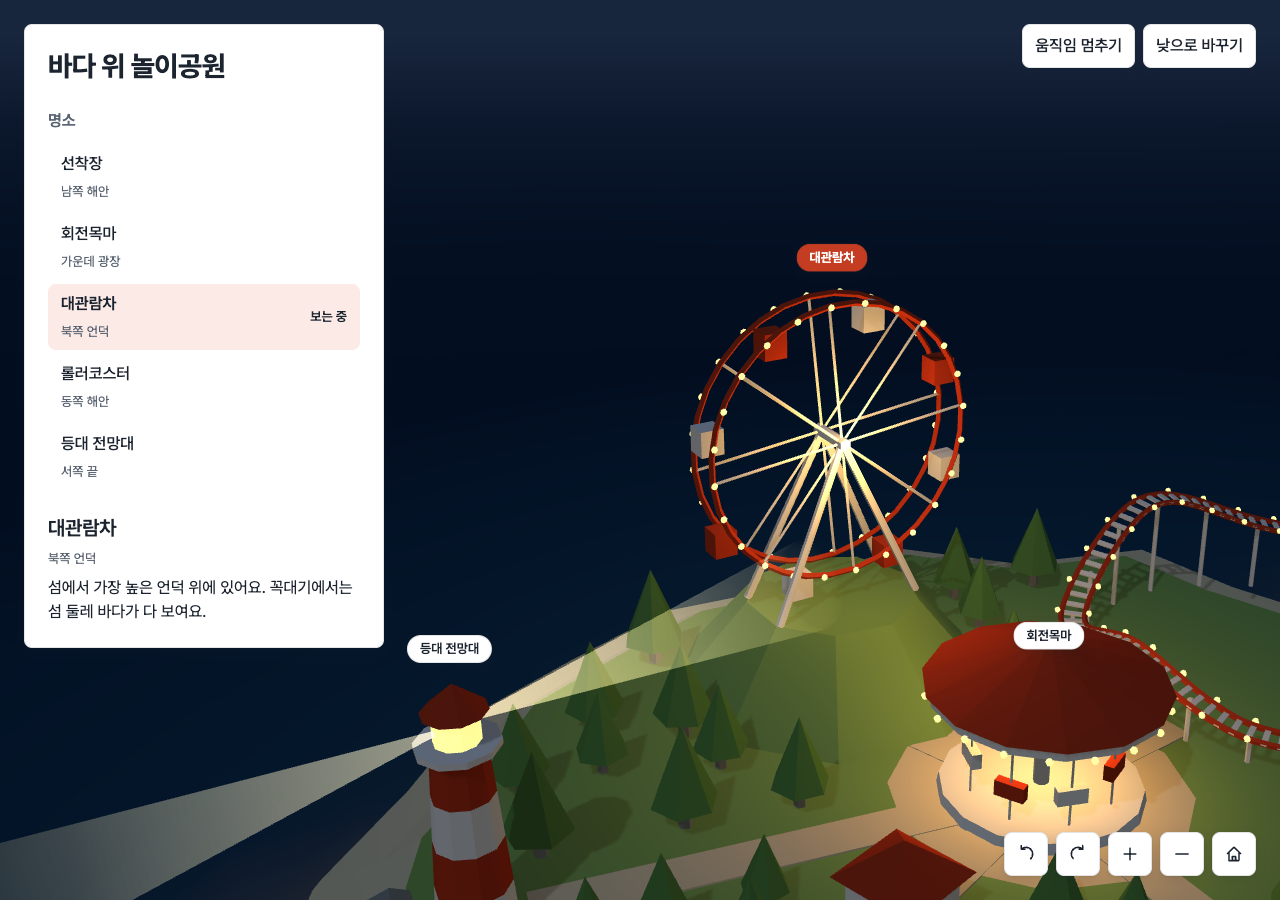 바다 위 놀이공원
명소
선착장
남쪽 해안
회전목마
가운데 광장
대관람차
북쪽 언덕
보는 중
롤러코스터
동쪽 해안
등대 전망대
서쪽 끝
대관람차
북쪽 언덕
섬에서 가장 높은 언덕 위에 있어요. 꼭대기에서는
섬 둘레 바다가 다 보여요.
움직임 멈추기
낮으로 바꾸기
대관람차
회전목마
등대 전망대